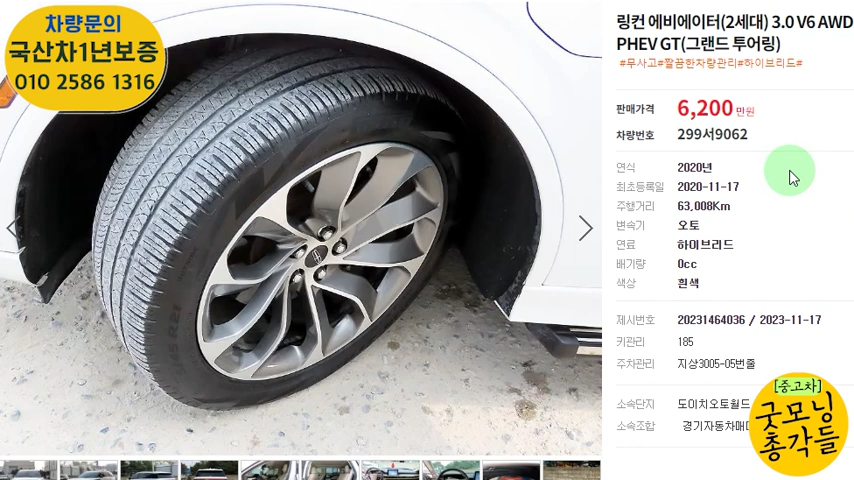 차량문의
국산차1년보증
010 2586 1316
링컨 에비에이터(2세대) 3.0 V6 AWD
PHEV GT(그랜드 투어링)
#무사고#짤끔한차량관리#하이브리드#
판매가격 6,200 만원
차량번호 299서9062
연식 2020년
최초등록일 2020-11-17
주행거리 63,008Km
변속기 오토
연료 하이브리드
배기량 0cc
색상 흰색
제시번호 20231464036 / 2023-11-17
키관리 185
주차관리 지상3005-05번줄
소속단지 도이치오토월드
소속조합 경기자동차매매
[중고차]
굿모닝
총각들